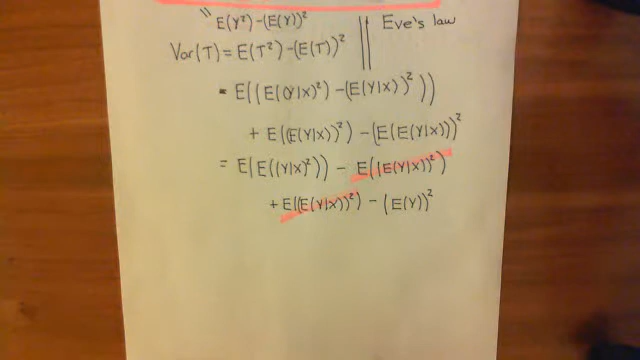 E(Y²)-(E(Y))²
Eve's law
Var(T) = E(T²)-(E(T))²
= E((E(Y|X)²) -(E(Y|X))²))
+ E((E(Y|X))²) -(E(E(Y|X)))²
= E(E((Y|X)²)) - E((E(Y|X))²)
+ E((E(Y|X))²) -(E(Y))²